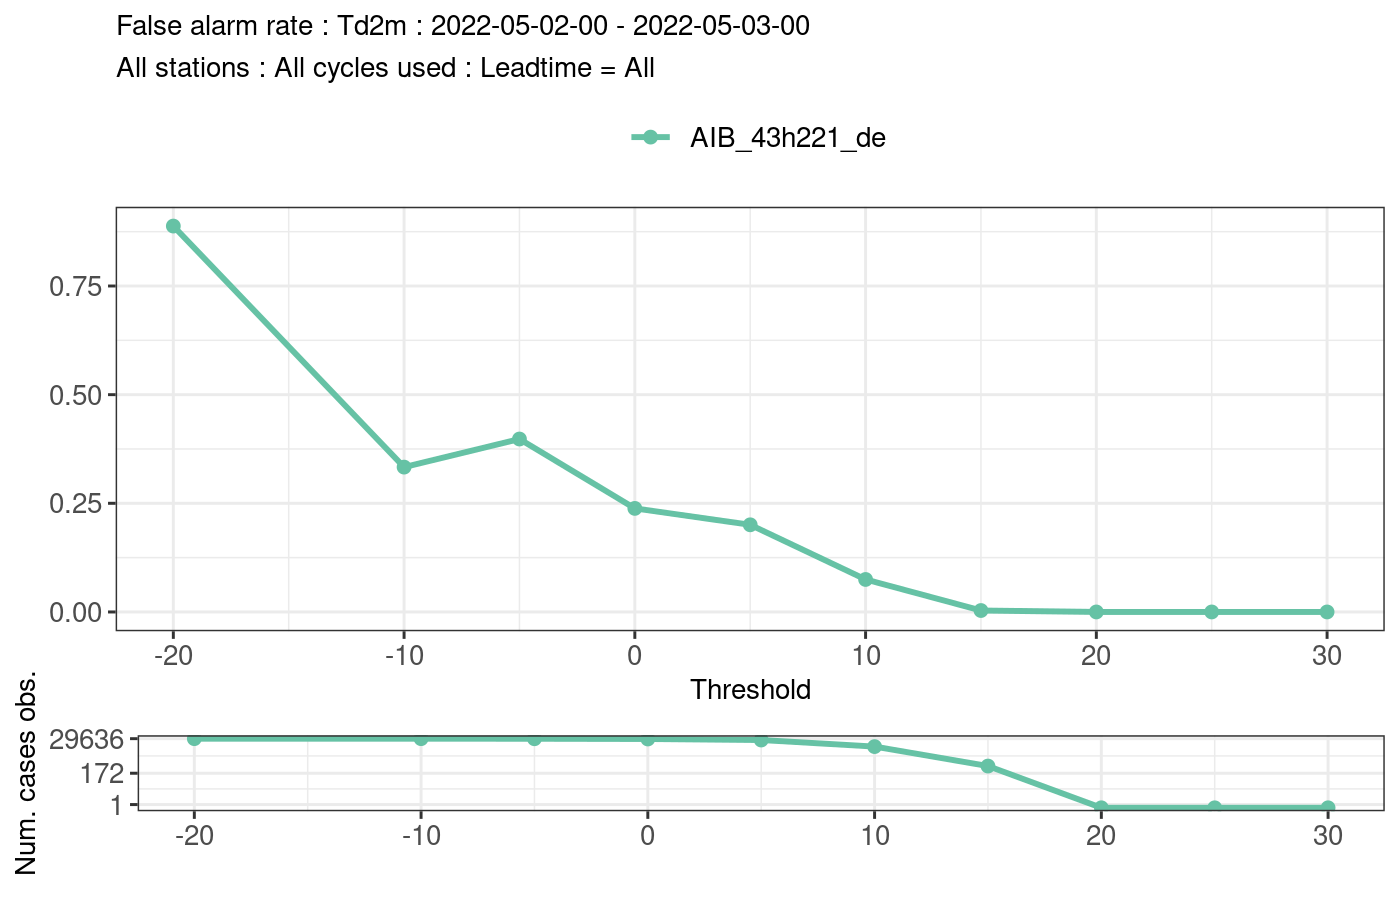 False alarm rate : Td2m : 2022-05-02-00 - 2022-05-03-00
All stations : All cycles used : Leadtime = All
AIB_43h221_de
0.75
0.50
0.25
0.00
-20 -10 0 10 20 30
Threshold
Num. cases obs.
29636
172
1
-20 -10 0 10 20 30